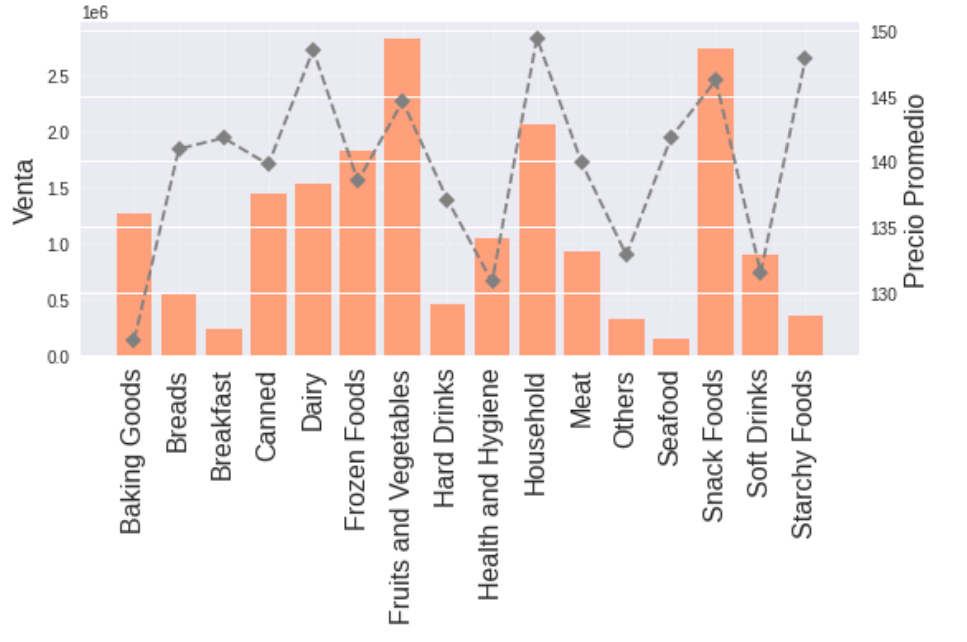 1e6
Venta
2.5
2.0
1.5
1.0
0.5
0.0
150
145
140
135
130
Precio Promedio
Baking Goods
Breads
Breakfast
Canned
Dairy
Frozen Foods
Fruits and Vegetables
Hard Drinks
Health and Hygiene
Household
Meat
Others
Seafood
Snack Foods
Soft Drinks
Starchy Foods